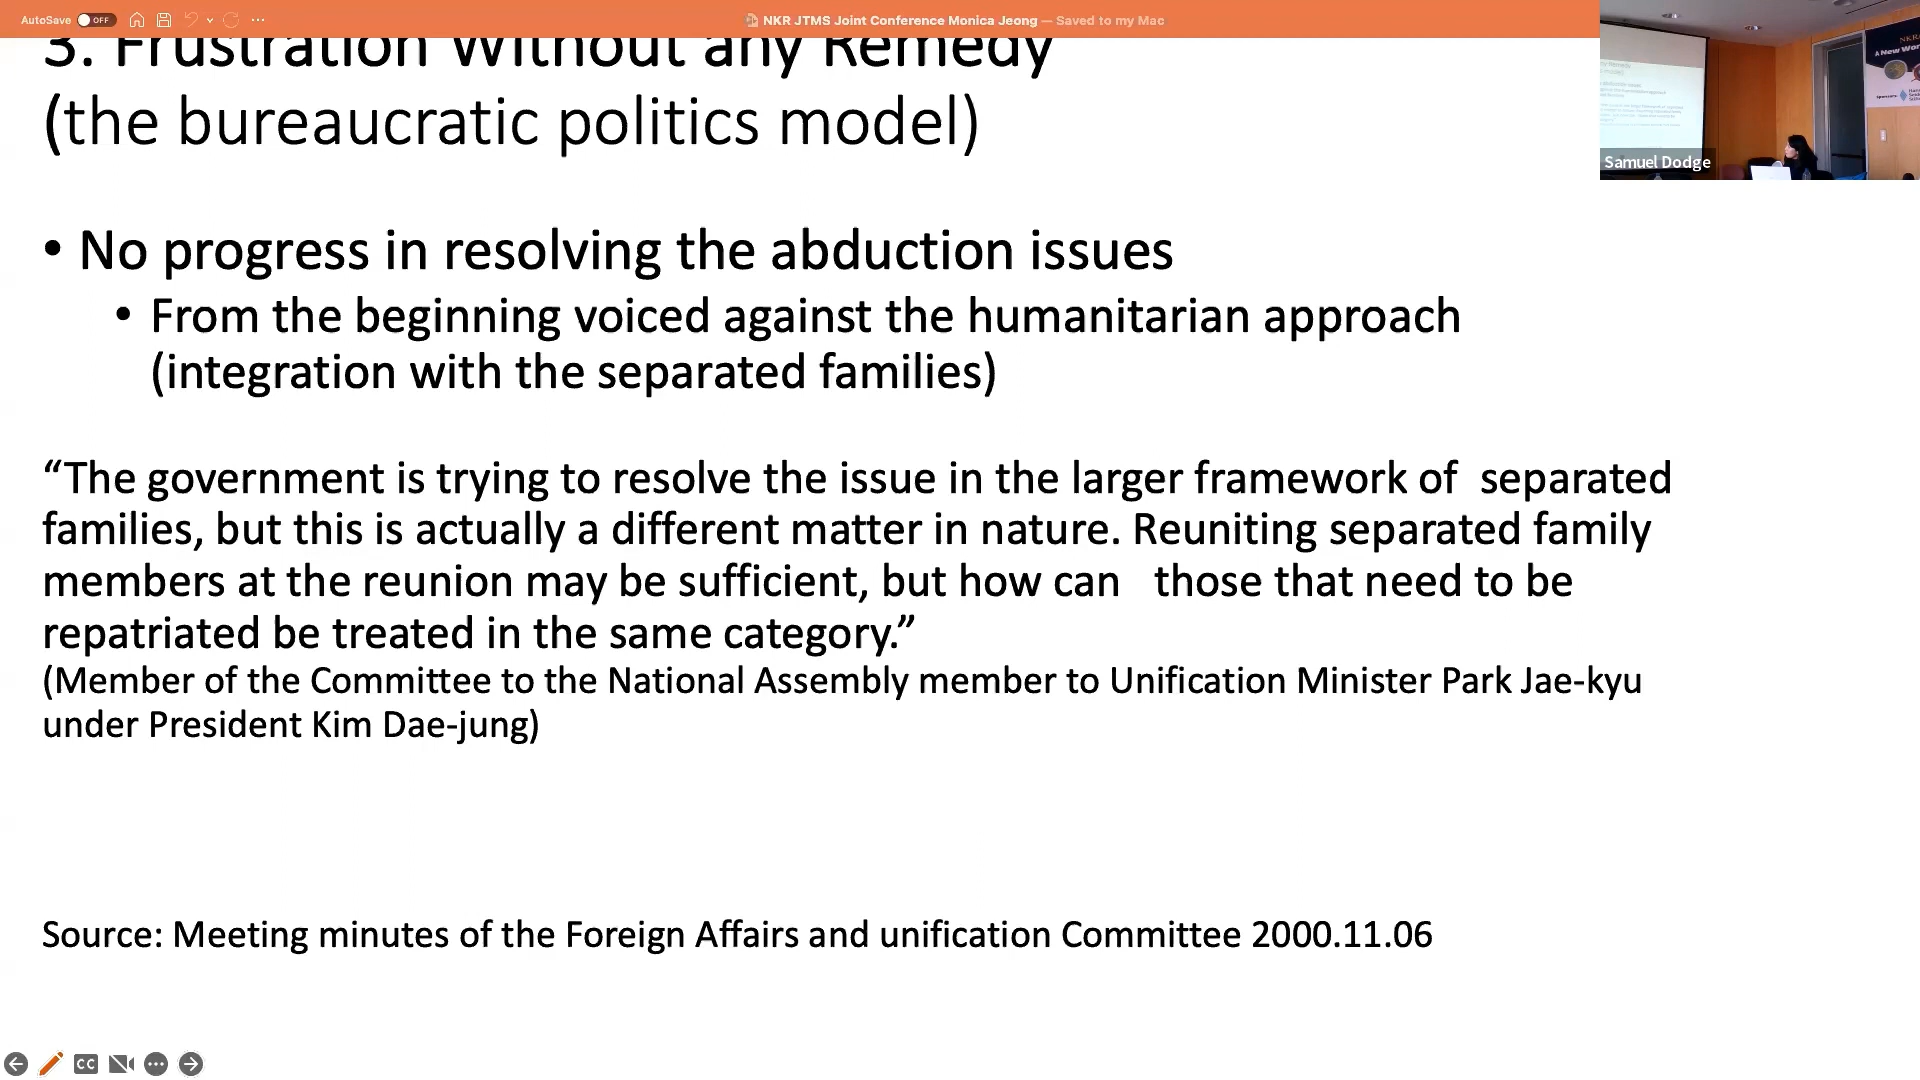 AutoSave OFF
NKR JTMS Joint Conference Monica Jeong — Saved to my Mac
3. Frustration Without any Remedy
(the bureaucratic politics model)
• No progress in resolving the abduction issues
• From the beginning voiced against the humanitarian approach
(integration with the separated families)
“The government is trying to resolve the issue in the larger framework of separated
families, but this is actually a different matter in nature. Reuniting separated family
members at the reunion may be sufficient, but how can those that need to be
repatriated be treated in the same category.”
(Member of the Committee to the National Assembly member to Unification Minister Park Jae-kyu
under President Kim Dae-jung)
Source: Meeting minutes of the Foreign Affairs and unification Committee 2000.11.06
CC
Samuel Dodge
A New